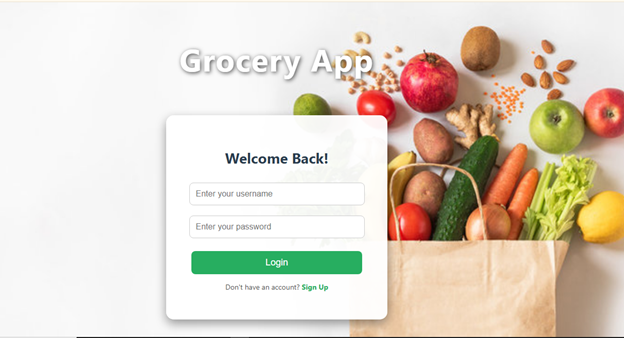 Grocery App
Welcome Back!
Enter your username
Enter your password
Login
Don't have an account? Sign Up